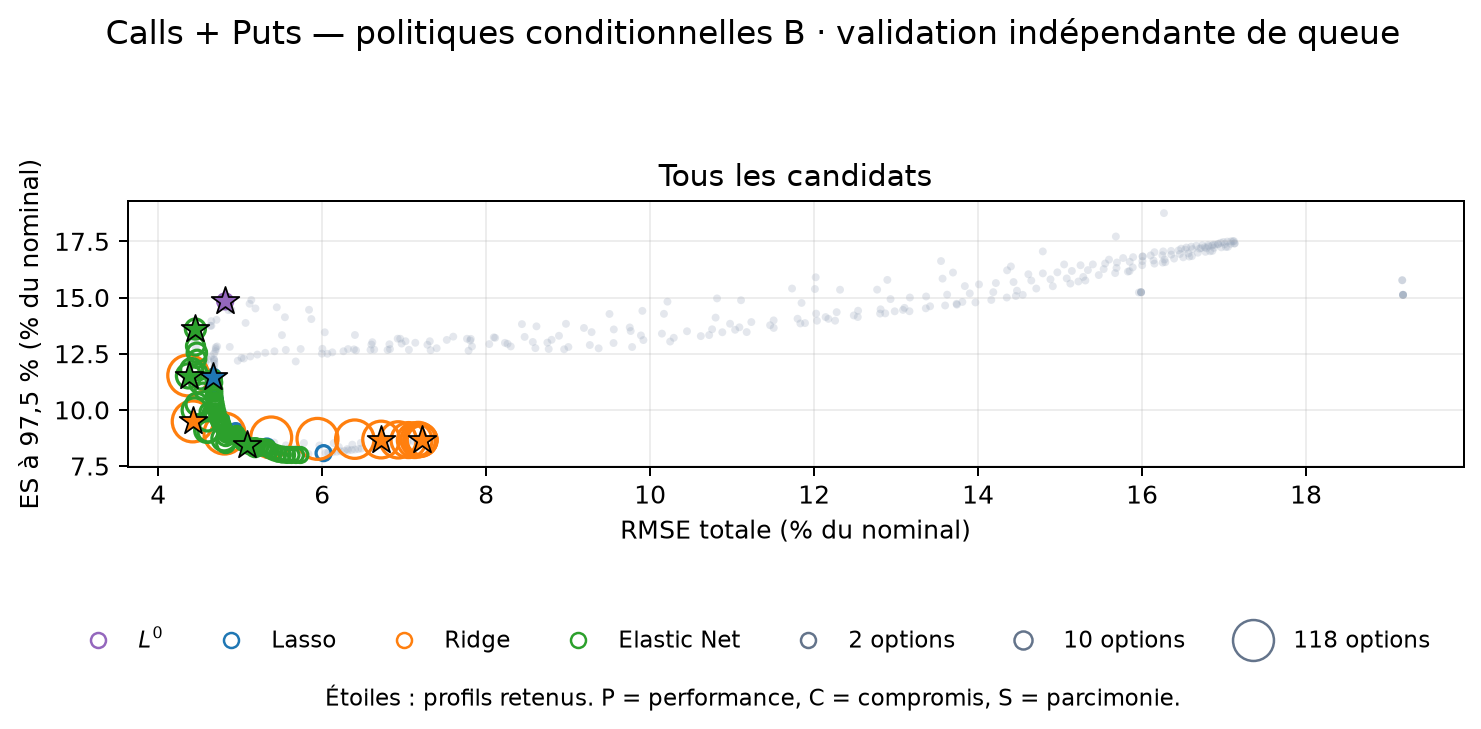 Calls + Puts — politiques conditionnelles B · validation indépendante de queue
Tous les candidats
ES à 97,5 % (% du nominal)
17.5
15.0
12.5
10.0
7.5
4 6 8 10 12 14 16 18
RMSE totale (% du nominal)
L⁰ Lasso Ridge Elastic Net 2 options 10 options 118 options
Étoiles : profils retenus. P = performance, C = compromis, S = parcimonie.